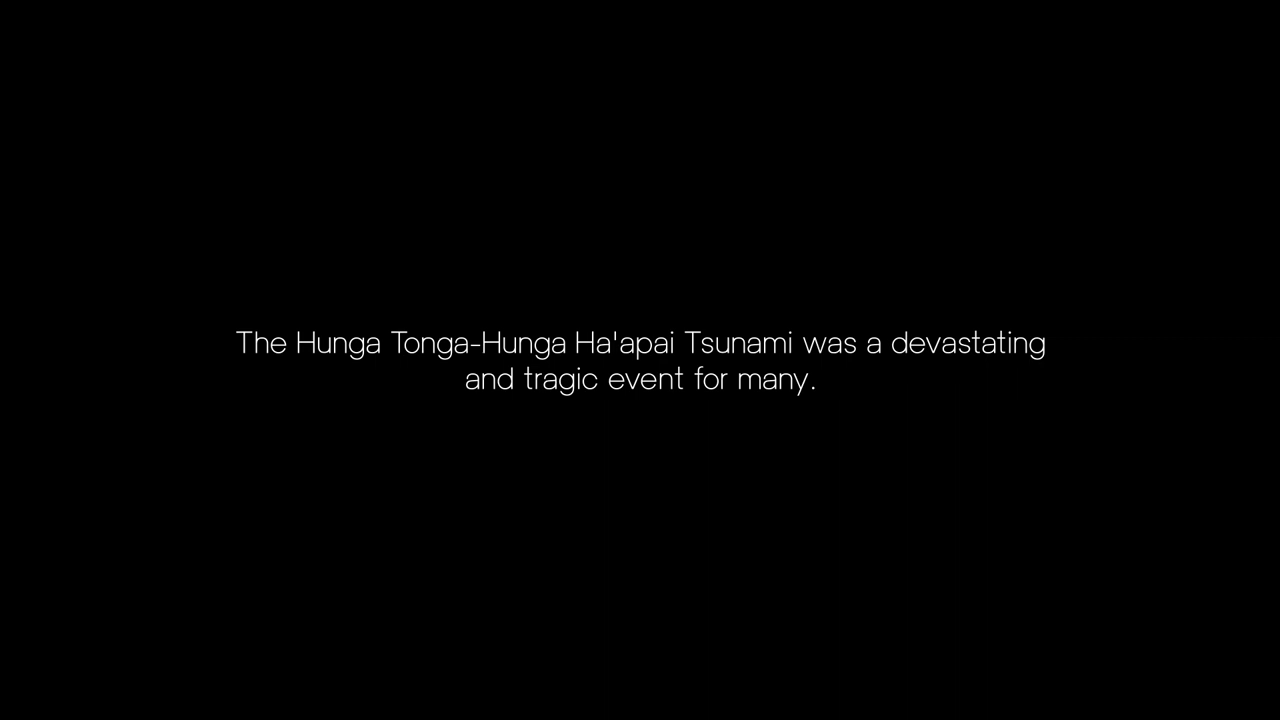 The Hunga Tonga-Hunga Ha'apai Tsunami was a devastating
and tragic event for many.